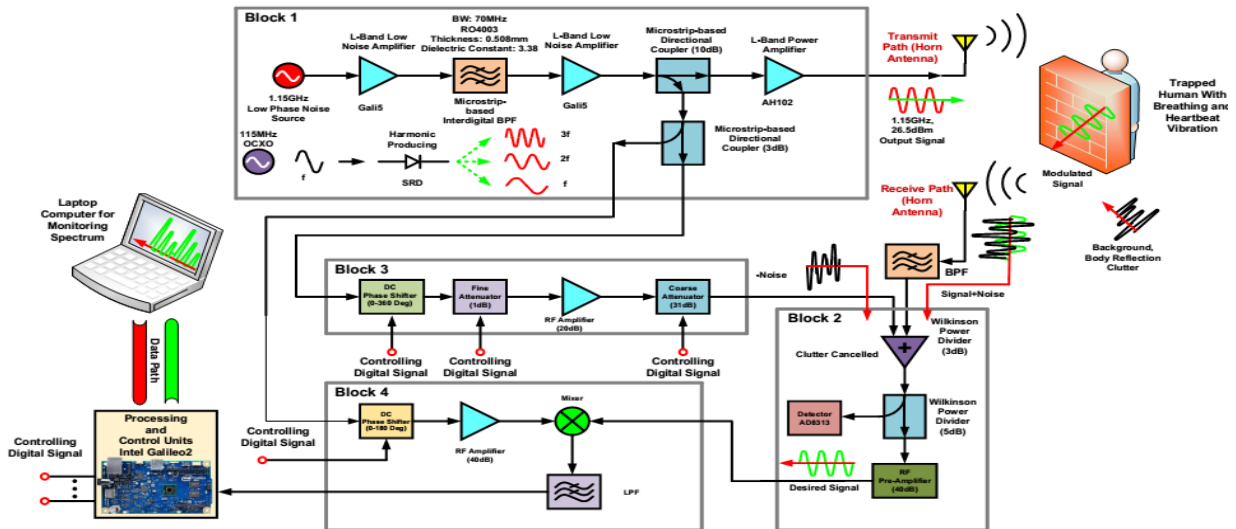 Block 1
L-Band Low
Noise Amplifier
BW: 70MHz
RO4003
Thickness: 0.508mm
Dielectric Constant: 3.38
L-Band Low
Noise Amplifier
Microstrip-based
Directional
Coupler (10dB)
L-Band Power
Amplifier
Transmit
Path (Horn
Antenna)
1.15GHz
Low Phase Noise
Source
Gali5
Microstrip-
based
Interdigital BPF
Gali5
AH102
1.15GHz,
26.5dBm
Output Signal
Trapped
Human With
Breathing and
Heartbeat
Vibration
115MHz
OCXO
f
Harmonic
Producing
SRD
3f
2f
f
Microstrip-based
Directional
Coupler (3dB)
Modulated
Signal
Receive Path
(Horn
Antenna)
Background,
Body Reflection
Clutter
Laptop
Computer for
Monitoring
Spectrum
BPF
Block 3
-Noise
Signal+Noise
DC
Phase Shifter
(0-360 Deg)
Fine
Attenuator
(1dB)
RF Amplifier
(20dB)
Coarse
Attenuator
(31dB)
Controlling
Digital Signal
Controlling
Digital Signal
Controlling
Digital Signal
Block 2
Wilkinson
Power
Divider
(3dB)
Clutter Cancelled
+
Detector
AD8313
Wilkinson
Power
Divider
(5dB)
RF
Pre-Amplifier
(40dB)
Desired Signal
Data Path
Block 4
DC
Phase Shifter
(0-180 Deg)
RF Amplifier
(40dB)
Mixer
LPF
Controlling
Digital Signal
Processing
and
Control Units
Intel Galileo2
Controlling
Digital Signal